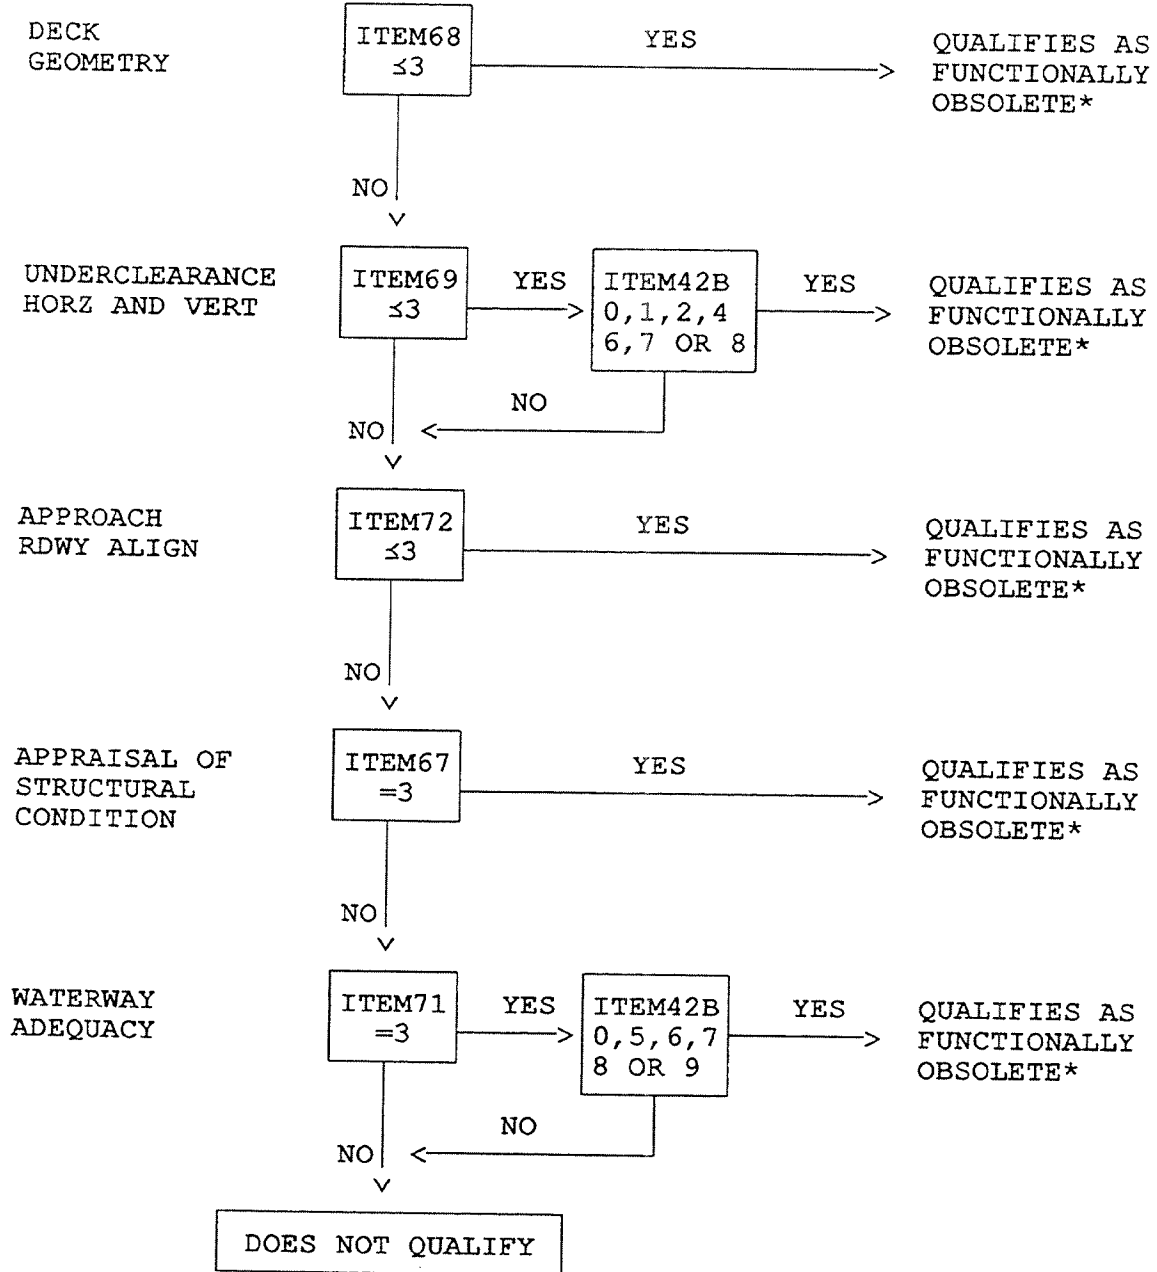 DECK
GEOMETRY
ITEM68
≤3
YES
QUALIFIES AS
FUNCTIONALLY
OBSOLETE*
NO
UNDERCLEARANCE
HORZ AND VERT
ITEM69
≤3
YES
ITEM42B
0,1,2,4
6,7 OR 8
YES
QUALIFIES AS
FUNCTIONALLY
OBSOLETE*
NO
NO
APPROACH
RDWY ALIGN
ITEM72
≤3
YES
QUALIFIES AS
FUNCTIONALLY
OBSOLETE*
NO
APPRAISAL OF
STRUCTURAL
CONDITION
ITEM67
=3
YES
QUALIFIES AS
FUNCTIONALLY
OBSOLETE*
NO
WATERWAY
ADEQUACY
ITEM71
=3
YES
ITEM42B
0,5,6,7
8 OR 9
YES
QUALIFIES AS
FUNCTIONALLY
OBSOLETE*
NO
NO
DOES NOT QUALIFY